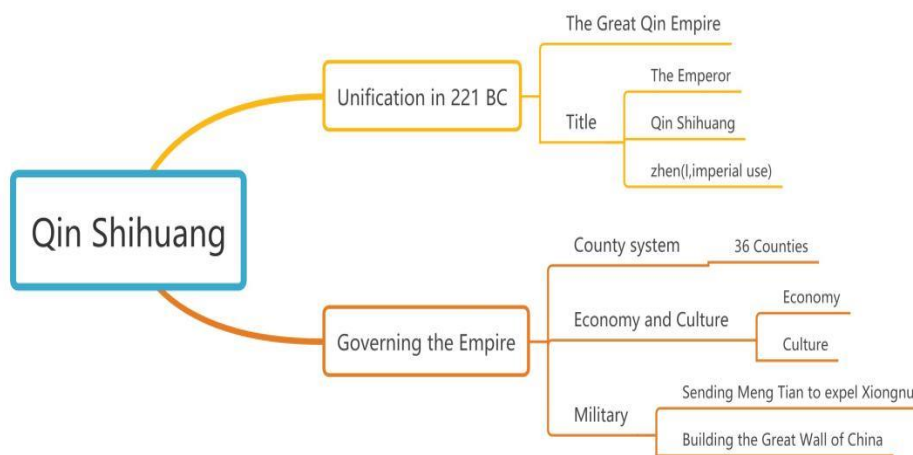 Qin Shihuang
Unification in 221 BC
The Great Qin Empire
Title
The Emperor
Qin Shihuang
zhen(I,imperial use)
Governing the Empire
County system
36 Counties
Economy and Culture
Economy
Culture
Military
Sending Meng Tian to expel Xiongnu
Building the Great Wall of China